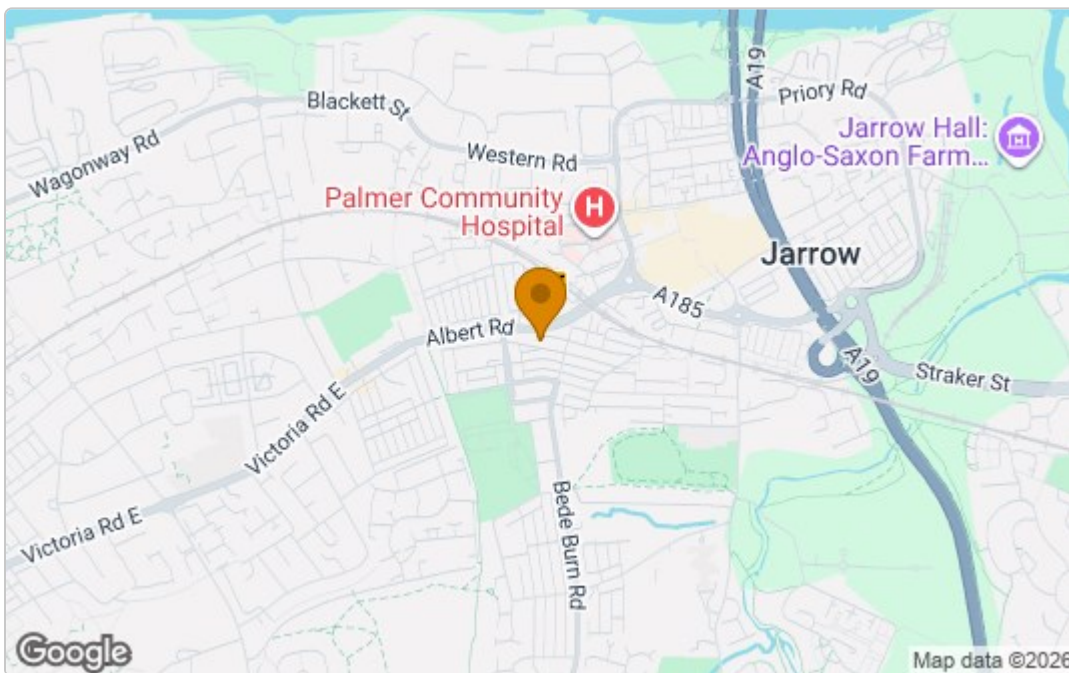 A19
Priory Rd
Blackett St
Wagonway Rd
Western Rd
Jarrow Hall:
Anglo-Saxon Farm...
Palmer Community
Hospital
H
Jarrow
A185
Albert Rd
A19
Straker St
Victoria Rd E
Bede Burn Rd
Victoria Rd E
Google
Map data ©2026